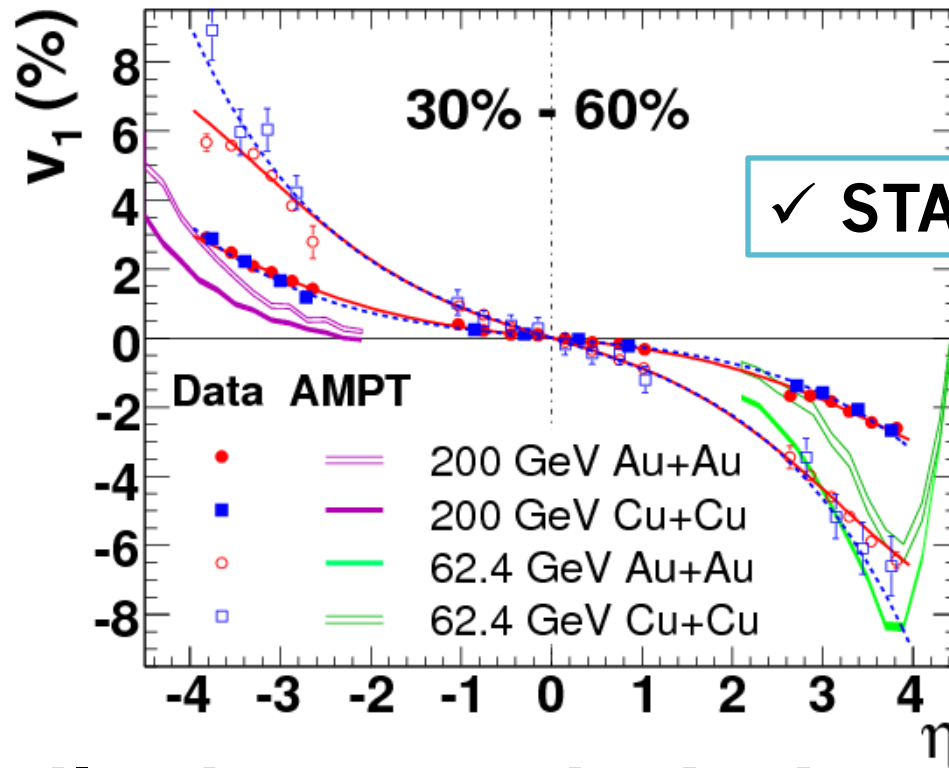 v1 (%)
8
6
4
2
0
-2
-4
-6
-8
30% - 60%
✓ STA
Data AMPT
200 GeV Au+Au
200 GeV Cu+Cu
62.4 GeV Au+Au
62.4 GeV Cu+Cu
-4 -3 -2 -1 0 1 2 3 4
η